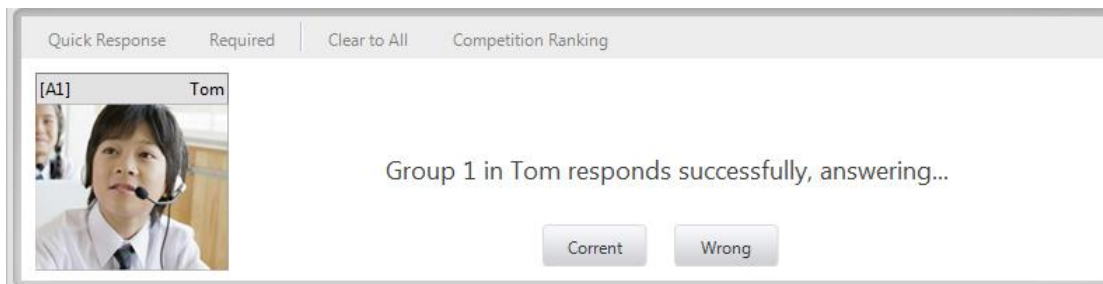 Quick Response Required Clear to All Competition Ranking
[A1] Tom
Group 1 in Tom responds successfully, answering...
Corrent Wrong